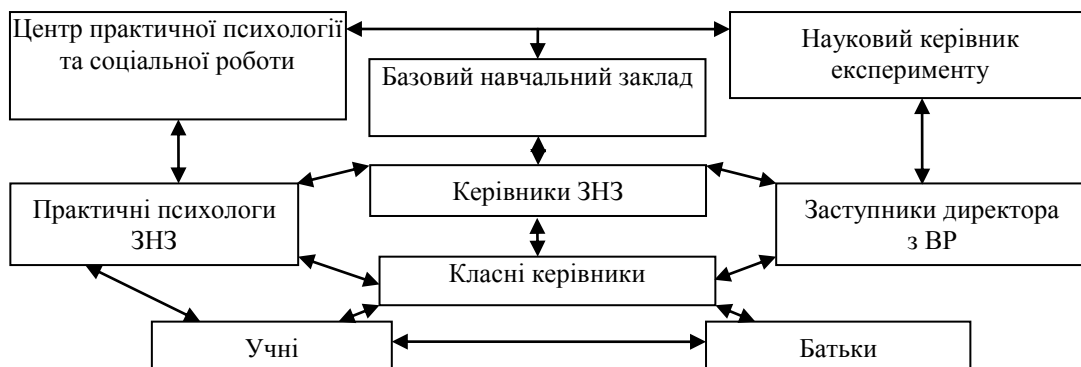 Центр практичної психології
та соціальної роботи
Базовий навчальний заклад
Науковий керівник
експерименту
Практичні психологи
ЗНЗ
Керівники ЗНЗ
Заступники директора
з ВР
Класні керівники
Учні
Батьки